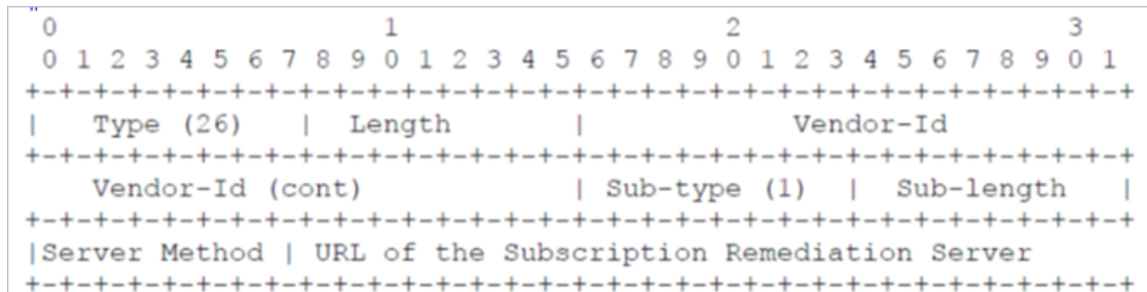 "
0                   1                   2                   3
0 1 2 3 4 5 6 7 8 9 0 1 2 3 4 5 6 7 8 9 0 1 2 3 4 5 6 7 8 9 0 1
+-+-+-+-+-+-+-+-+-+-+-+-+-+-+-+-+-+-+-+-+-+-+-+-+-+-+-+-+-+-+-+-+
|   Type (26)   |  Length       |            Vendor-Id
+-+-+-+-+-+-+-+-+-+-+-+-+-+-+-+-+-+-+-+-+-+-+-+-+-+-+-+-+-+-+-+-+
    Vendor-Id (cont)            | Sub-type (1)  |  Sub-length   |
+-+-+-+-+-+-+-+-+-+-+-+-+-+-+-+-+-+-+-+-+-+-+-+-+-+-+-+-+-+-+-+-+
|Server Method | URL of the Subscription Remediation Server
+-+-+-+-+-+-+-+-+-+-+-+-+-+-+-+-+-+-+-+-+-+-+-+-+-+-+-+-+-+-+-+-+